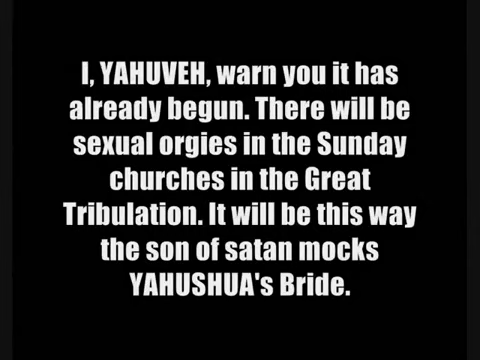 I, YAHUVEH, warn you it has
already begun. There will be
sexual orgies in the Sunday
churches in the Great
Tribulation. It will be this way
the son of satan mocks
YAHUSHUA's Bride.